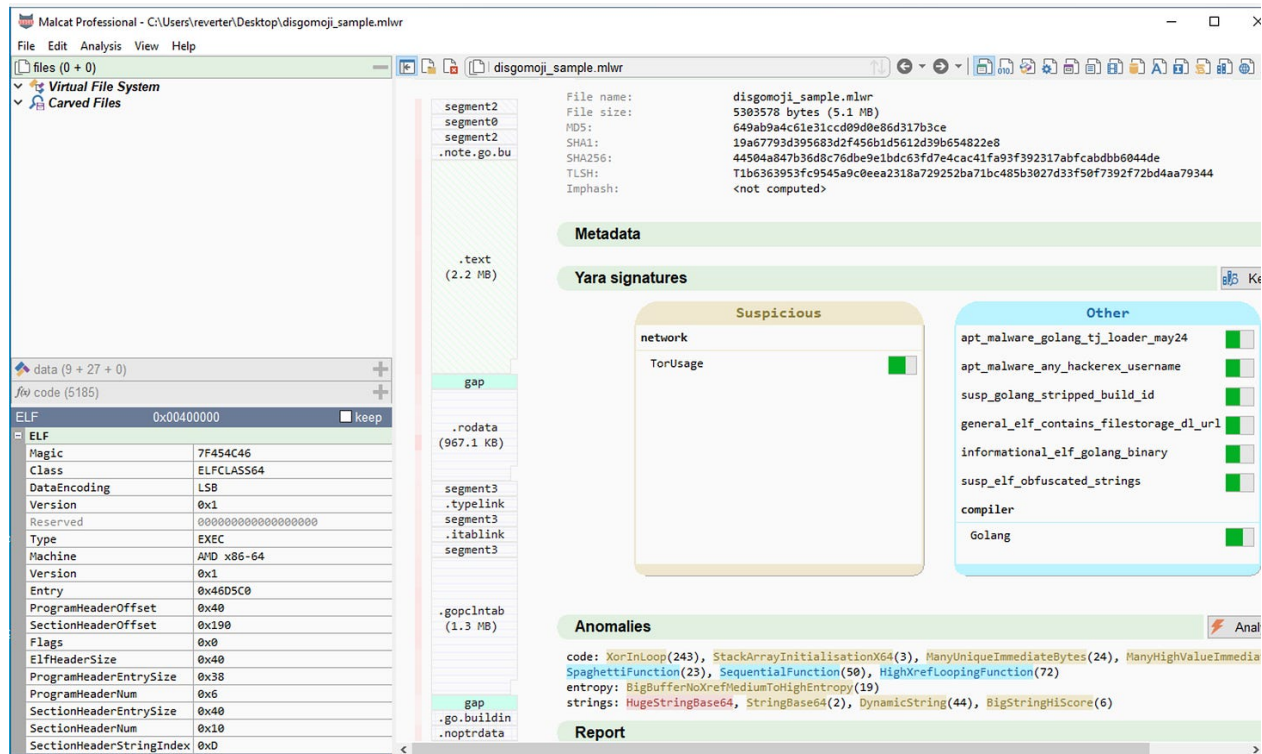 Malcat Professional - C:\Users\reverter\Desktop\disgomoji_sample.mlwr
File Edit Analysis View Help
files (0 + 0)
Virtual File System
Carved Files
data (9 + 27 + 0)
f(x) code (5185)
ELF 0x00400000 keep
ELF
Magic 7F454C46
Class ELFCLASS64
DataEncoding LSB
Version 0x1
Reserved 000000000000000000
Type EXEC
Machine AMD x86-64
Version 0x1
Entry 0x46D5C0
ProgramHeaderOffset 0x40
SectionHeaderOffset 0x190
Flags 0x0
ElfHeaderSize 0x40
ProgramHeaderEntrySize 0x38
ProgramHeaderNum 0x6
SectionHeaderEntrySize 0x40
SectionHeaderNum 0x10
SectionHeaderStringIndex 0xD
disgomoji_sample.mlwr
segment2
segment0
segment2
.note.go.bu
.text
(2.2 MB)
gap
.rodata
(967.1 KB)
segment3
.typelink
segment3
.itablink
segment3
.gopclntab
(1.3 MB)
gap
.go.buildin
.noptrdata
File name: disgomoji_sample.mlwr
File size: 5303578 bytes (5.1 MB)
MD5: 649ab9a4c61e31ccd09d0e86d317b3ce
SHA1: 19a67793d395683d2f456b1d5612d39b654822e8
SHA256: 44504a847b36d8c76dbe9e1bdc63fd7e4cac41fa93f392317abfcabdbb6044de
TLSH: T1b6363953fc9545a9c0eea2318a729252ba71bc485b3027d33f50f7392f72bd4aa79344
Imphash: <not computed>
Metadata
Yara signatures
Ke
Suspicious
network
TorUsage
Other
apt_malware_golang_tj_loader_may24
apt_malware_any_hackerex_username
susp_golang_stripped_build_id
general_elf_contains_filestorage_dl_url
informational_elf_golang_binary
susp_elf_obfuscated_strings
compiler
Golang
Anomalies
Anal
code: XorInLoop(243), StackArrayInitialisationX64(3), ManyUniqueImmediateBytes(24), ManyHighValueImmedia
SpaghettiFunction(23), SequentialFunction(50), HighXrefLoopingFunction(72)
entropy: BigBufferNoXrefMediumToHighEntropy(19)
strings: HugeStringBase64, StringBase64(2), DynamicString(44), BigStringHiScore(6)
Report